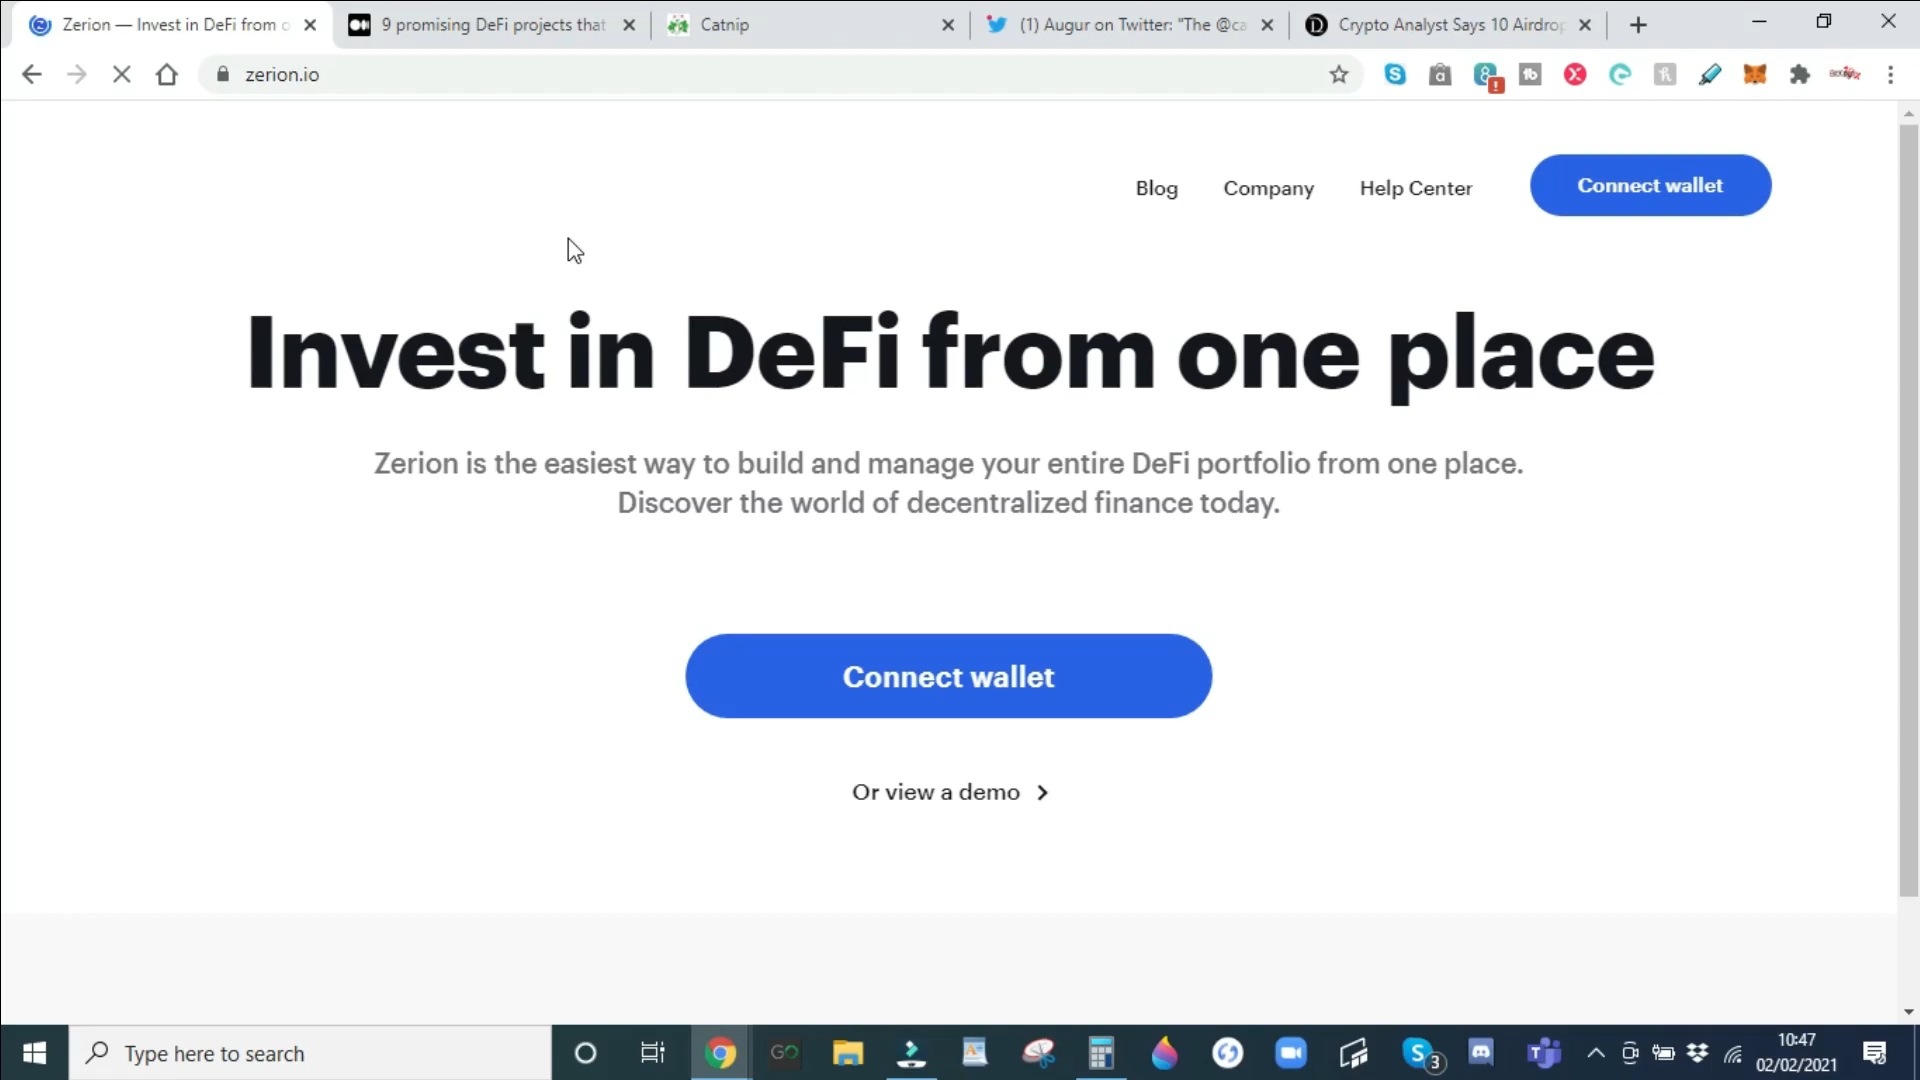 Zerion — Invest in DeFi from o
9 promising DeFi projects that
Catnip
(1) Augur on Twitter: "The @ca
Crypto Analyst Says 10 Airdrop
zerion.io
Blog
Company
Help Center
Connect wallet
Invest in DeFi from one place
Zerion is the easiest way to build and manage your entire DeFi portfolio from one place.
Discover the world of decentralized finance today.
Connect wallet
Or view a demo
Type here to search
GO
3
10:47
02/02/2021